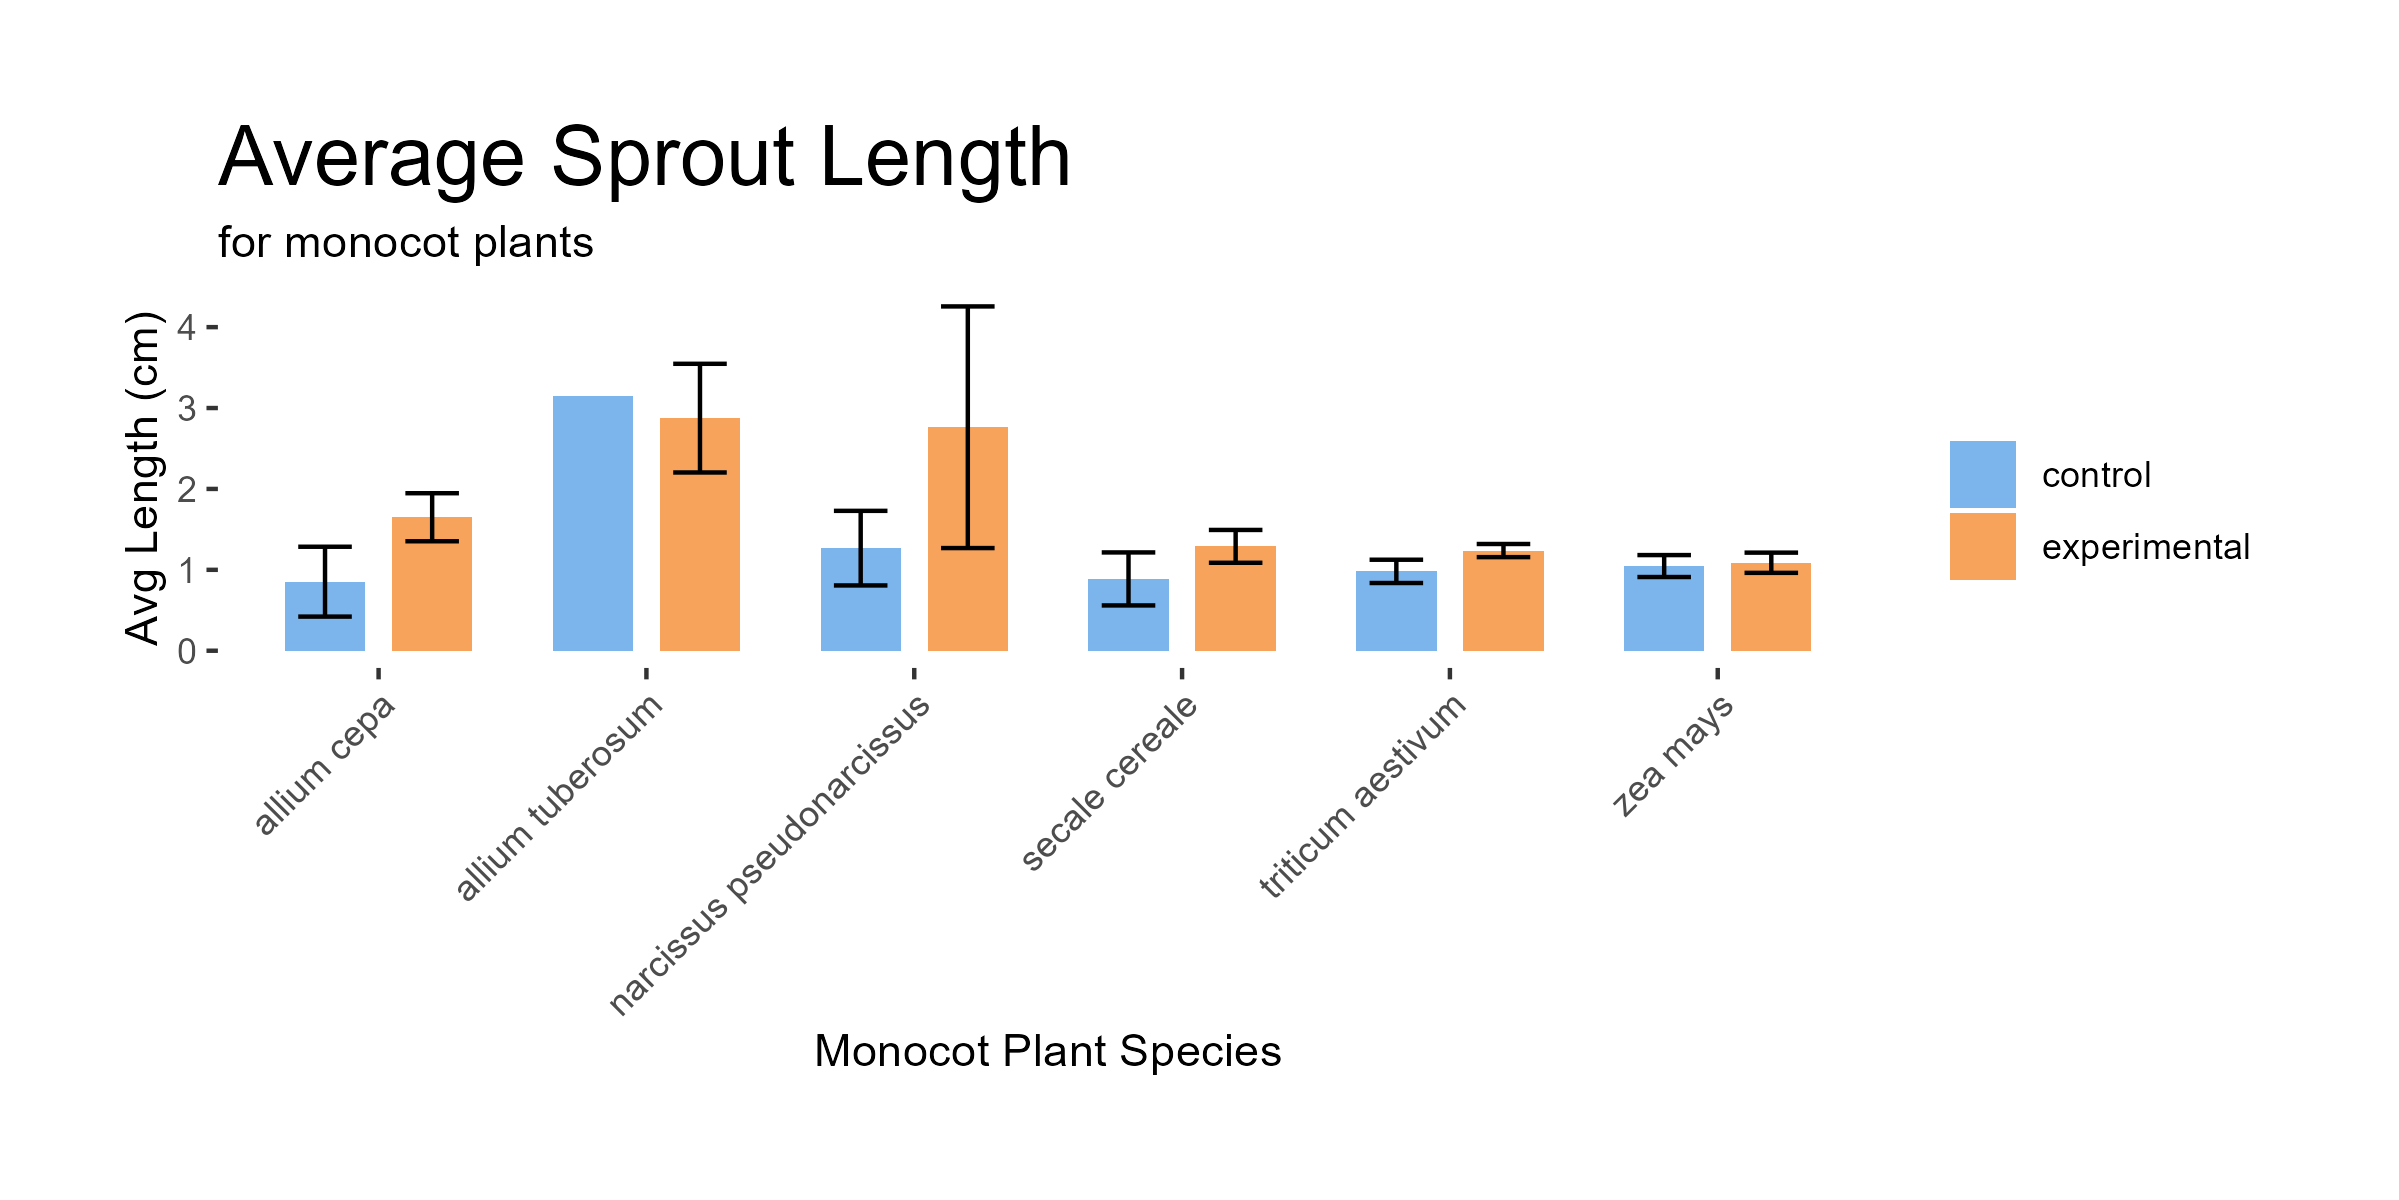 Average Sprout Length
for monocot plants
Avg Length (cm)
4
3
2
1
0
control
experimental
allium cepa
allium tuberosum
narcissus pseudonarcissus
secale cereale
triticum aestivum
zea mays
Monocot Plant Species